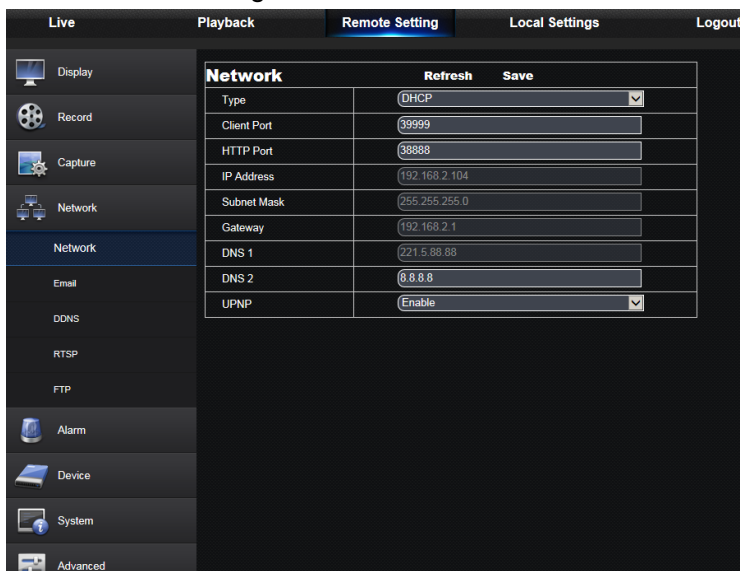 Live Playback Remote Setting Local Settings Logout
Display
Record
Capture
Network
Network
Email
DDNS
RTSP
FTP
Alarm
Device
System
Advanced
Network Refresh Save
Type DHCP
Client Port 39999
HTTP Port 38888
IP Address 192.168.2.104
Subnet Mask 255.255.255.0
Gateway 192.168.2.1
DNS 1 221.5.88.88
DNS 2 8.8.8.8
UPNP Enable